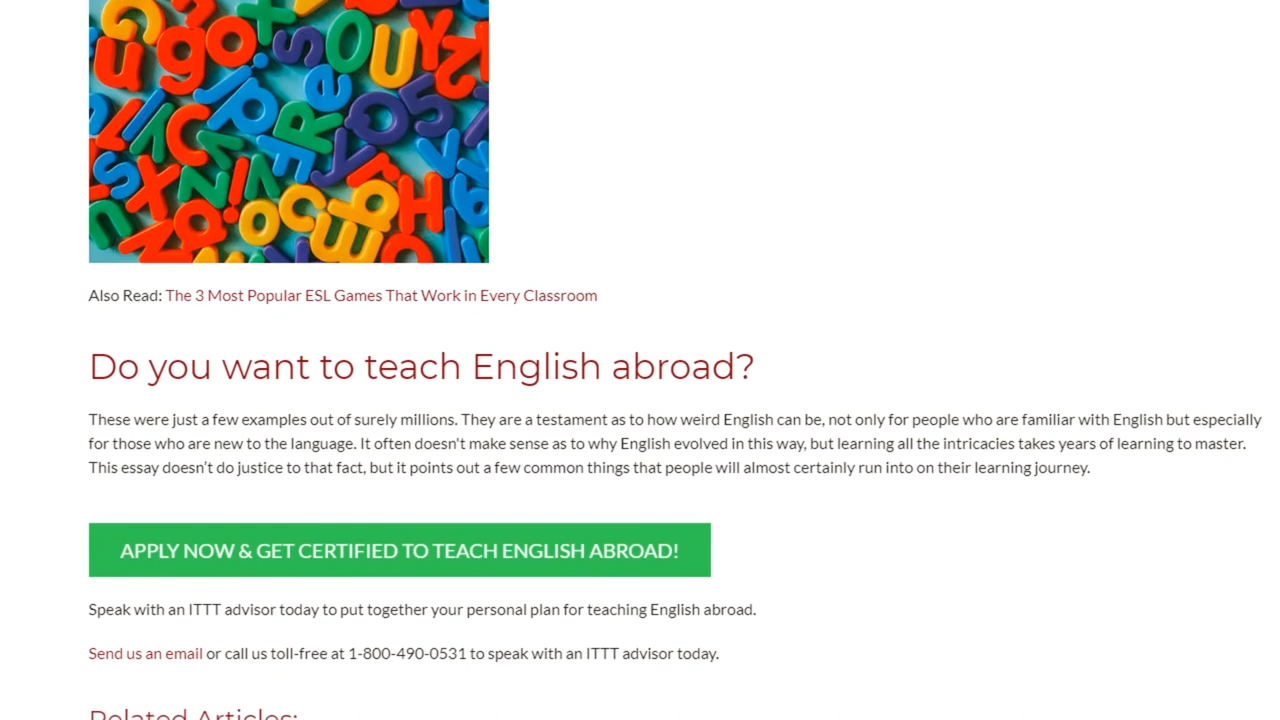 Also Read: The 3 Most Popular ESL Games That Work in Every Classroom
Do you want to teach English abroad?
These were just a few examples out of surely millions. They are a testament as to how weird English can be, not only for people who are familiar with English but especially
for those who are new to the language. It often doesn't make sense as to why English evolved in this way, but learning all the intricacies takes years of learning to master.
This essay doesn’t do justice to that fact, but it points out a few common things that people will almost certainly run into on their learning journey.
APPLY NOW & GET CERTIFIED TO TEACH ENGLISH ABROAD!
Speak with an ITTT advisor today to put together your personal plan for teaching English abroad.
Send us an email or call us toll-free at 1-800-490-0531 to speak with an ITTT advisor today.
Related Articles: